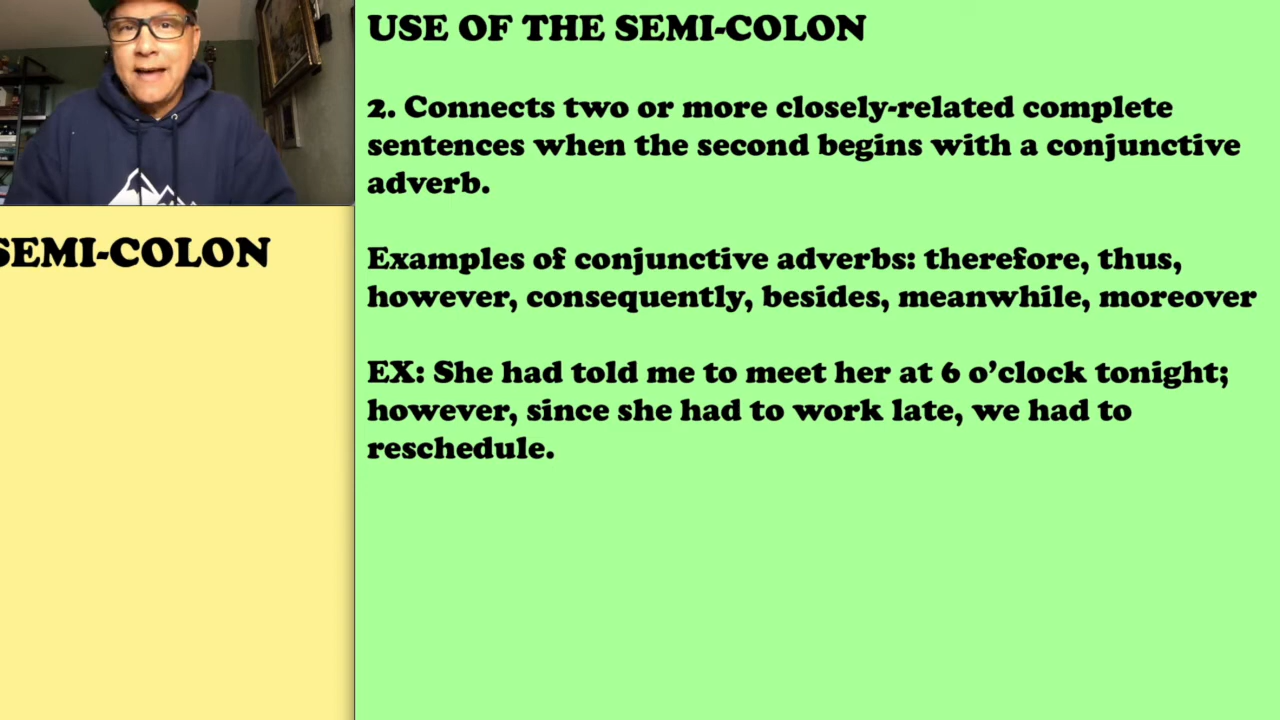 USE OF THE SEMI-COLON
2. Connects two or more closely-related complete
sentences when the second begins with a conjunctive
adverb.
Examples of conjunctive adverbs: therefore, thus,
however, consequently, besides, meanwhile, moreover
EX: She had told me to meet her at 6 o’clock tonight;
however, since she had to work late, we had to
reschedule.
SEMI-COLON